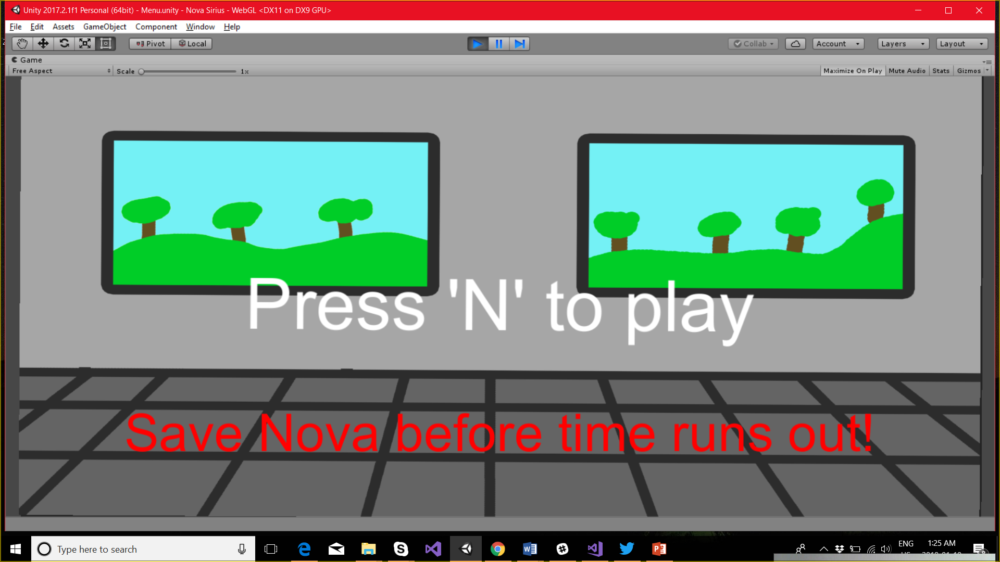 Unity 2017.2.1f1 Personal (64bit) - Menu.unity - Nova Sirius - WebGL <DX11 on DX9 GPU>
File Edit Assets GameObject Component Window Help
Pivot Local Collab Account Layers Layout
Game
Free Aspect Scale 1x Maximize On Play Mute Audio Stats Gizmos
Press 'N' to play
Save Nova before time runs out!
Type here to search
ENG 1:25 AM